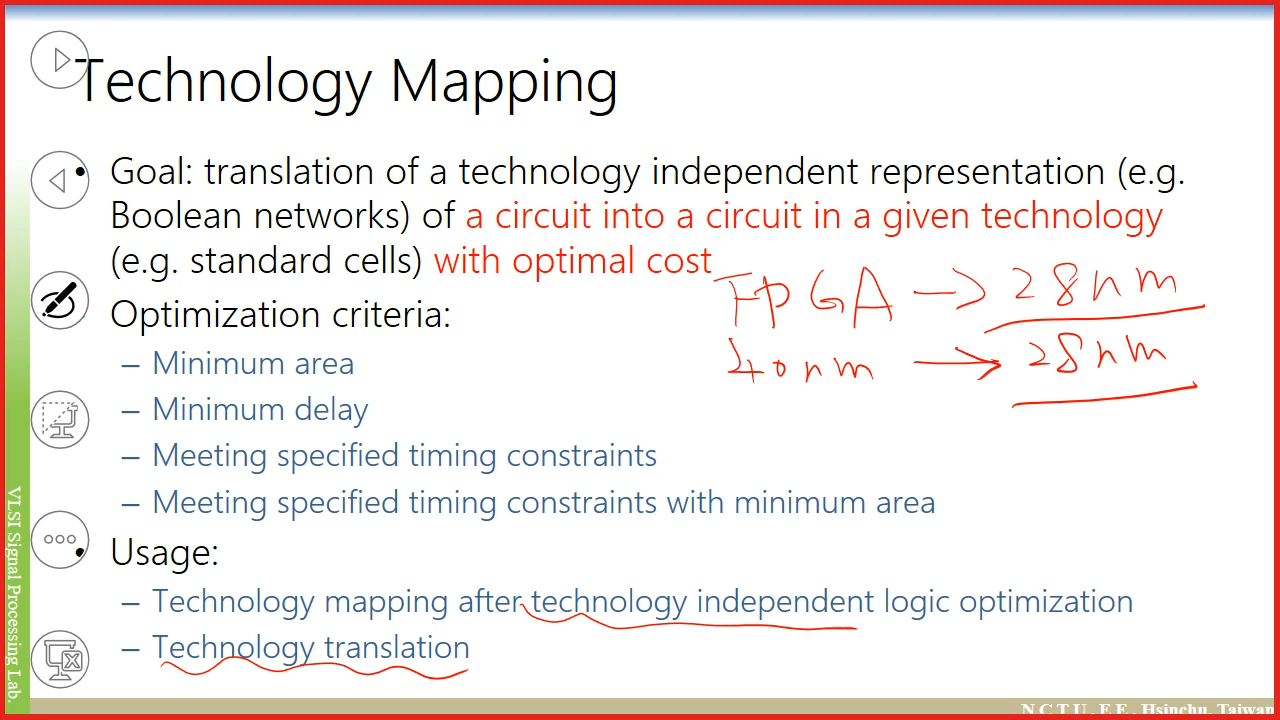 Technology Mapping
Goal: translation of a technology independent representation (e.g.
Boolean networks) of a circuit into a circuit in a given technology
(e.g. standard cells) with optimal cost
FPGA → 28nm
Optimization criteria:
40nm → 28nm
– Minimum area
– Minimum delay
– Meeting specified timing constraints
– Meeting specified timing constraints with minimum area
Usage:
– Technology mapping after technology independent logic optimization
– Technology translation
VLSI Signal Processing Lab.
N C T U . E E . Hsinchu, Taiwan